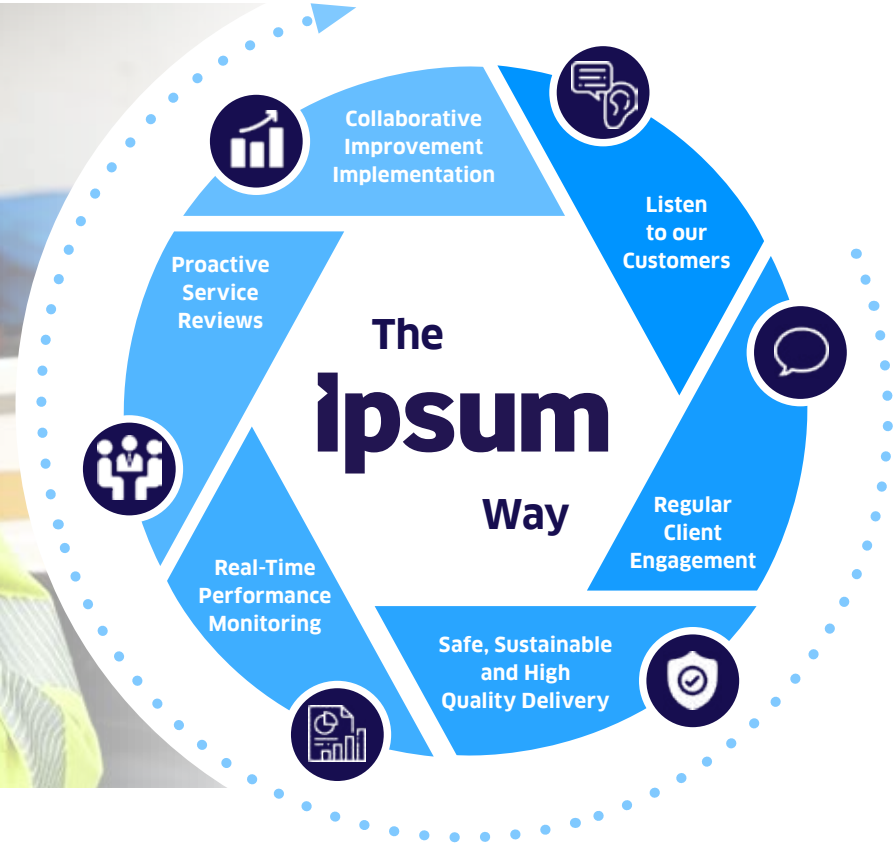 The
ipsum
Way
Listen
to our
Customers
Regular
Client
Engagement
Safe, Sustainable
and High
Quality Delivery
Real-Time
Performance
Monitoring
Proactive
Service
Reviews
Collaborative
Improvement
Implementation